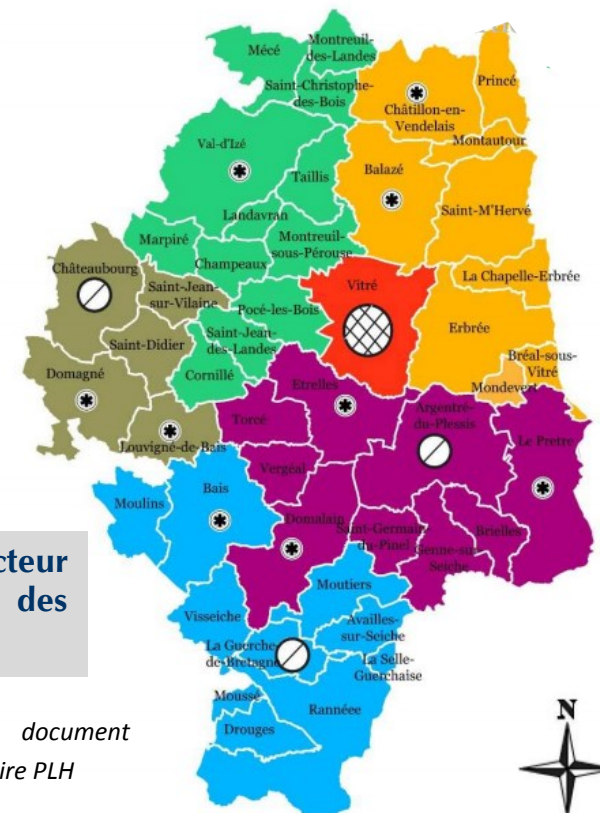 Mécé
Montreuil-
des-Landes
Saint-Christophe-
des-Bois
Châtillon-en-
Vendelais
Princé
Montautour
Val-d'Izé
Taillis
Balazé
Saint-M'Hervé
Landavran
Marpiré
Champeaux
Montreuil-
sous-Pérouse
Châteaubourg
Saint-Jean-
sur-Vilaine
Pocé-les-Bois
Vitré
La Chapelle-Erbrée
Erbrée
Saint-Didier
Saint-Jean-
des-Landes
Bréal-sous-
Vitré
Mondevert
Domagné
Cornillé
Etrelles
Argentré-
du-Plessis
Torcé
Le Pretre
Louvigné-de-Bais
Vergéal
Moulins
Bais
Domalain
Saint-Germain-
du-Pinel
Genne-sur-
Seiche
Brielles
cteur
des
Moutiers
Visseiche
Availles-
sur-Seiche
La Guerche-
de-Bretagne
La Selle-
Guerchaise
Moussé
Rannéee
Drouges
document
ire PLH
N